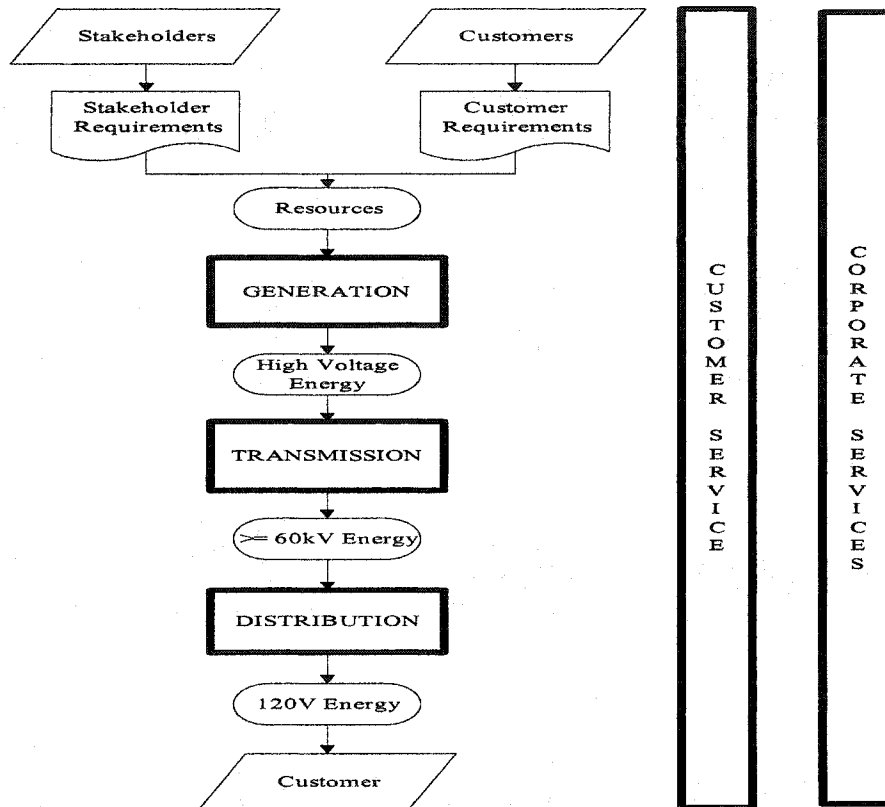 Stakeholders
Customers
Stakeholder
Requirements
Customer
Requirements
Resources
GENERATION
High Voltage
Energy
TRANSMISSION
>= 60kV Energy
DISTRIBUTION
120V Energy
Customer
CUSTOMER SERVICE
CORPORATE SERVICES